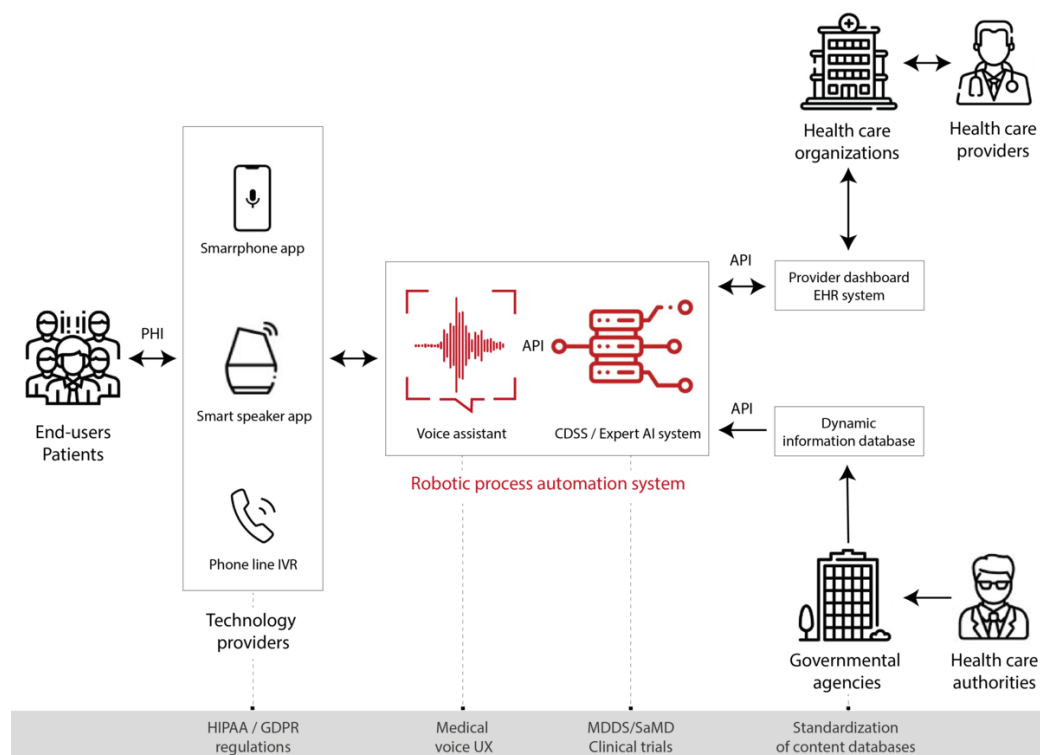 Health care
organizations
Health care
providers
Smarrphone app
API
Provider dashboard
EHR system
PHI
API
Smart speaker app
Voice assistant
CDSS / Expert AI system
API
Dynamic
information database
End-users
Patients
Robotic process automation system
Phone line IVR
Technology
providers
Governmental
agencies
Health care
authorities
HIPAA / GDPR
regulations
Medical
voice UX
MDDS/SaMD
Clinical trials
Standardization
of content databases